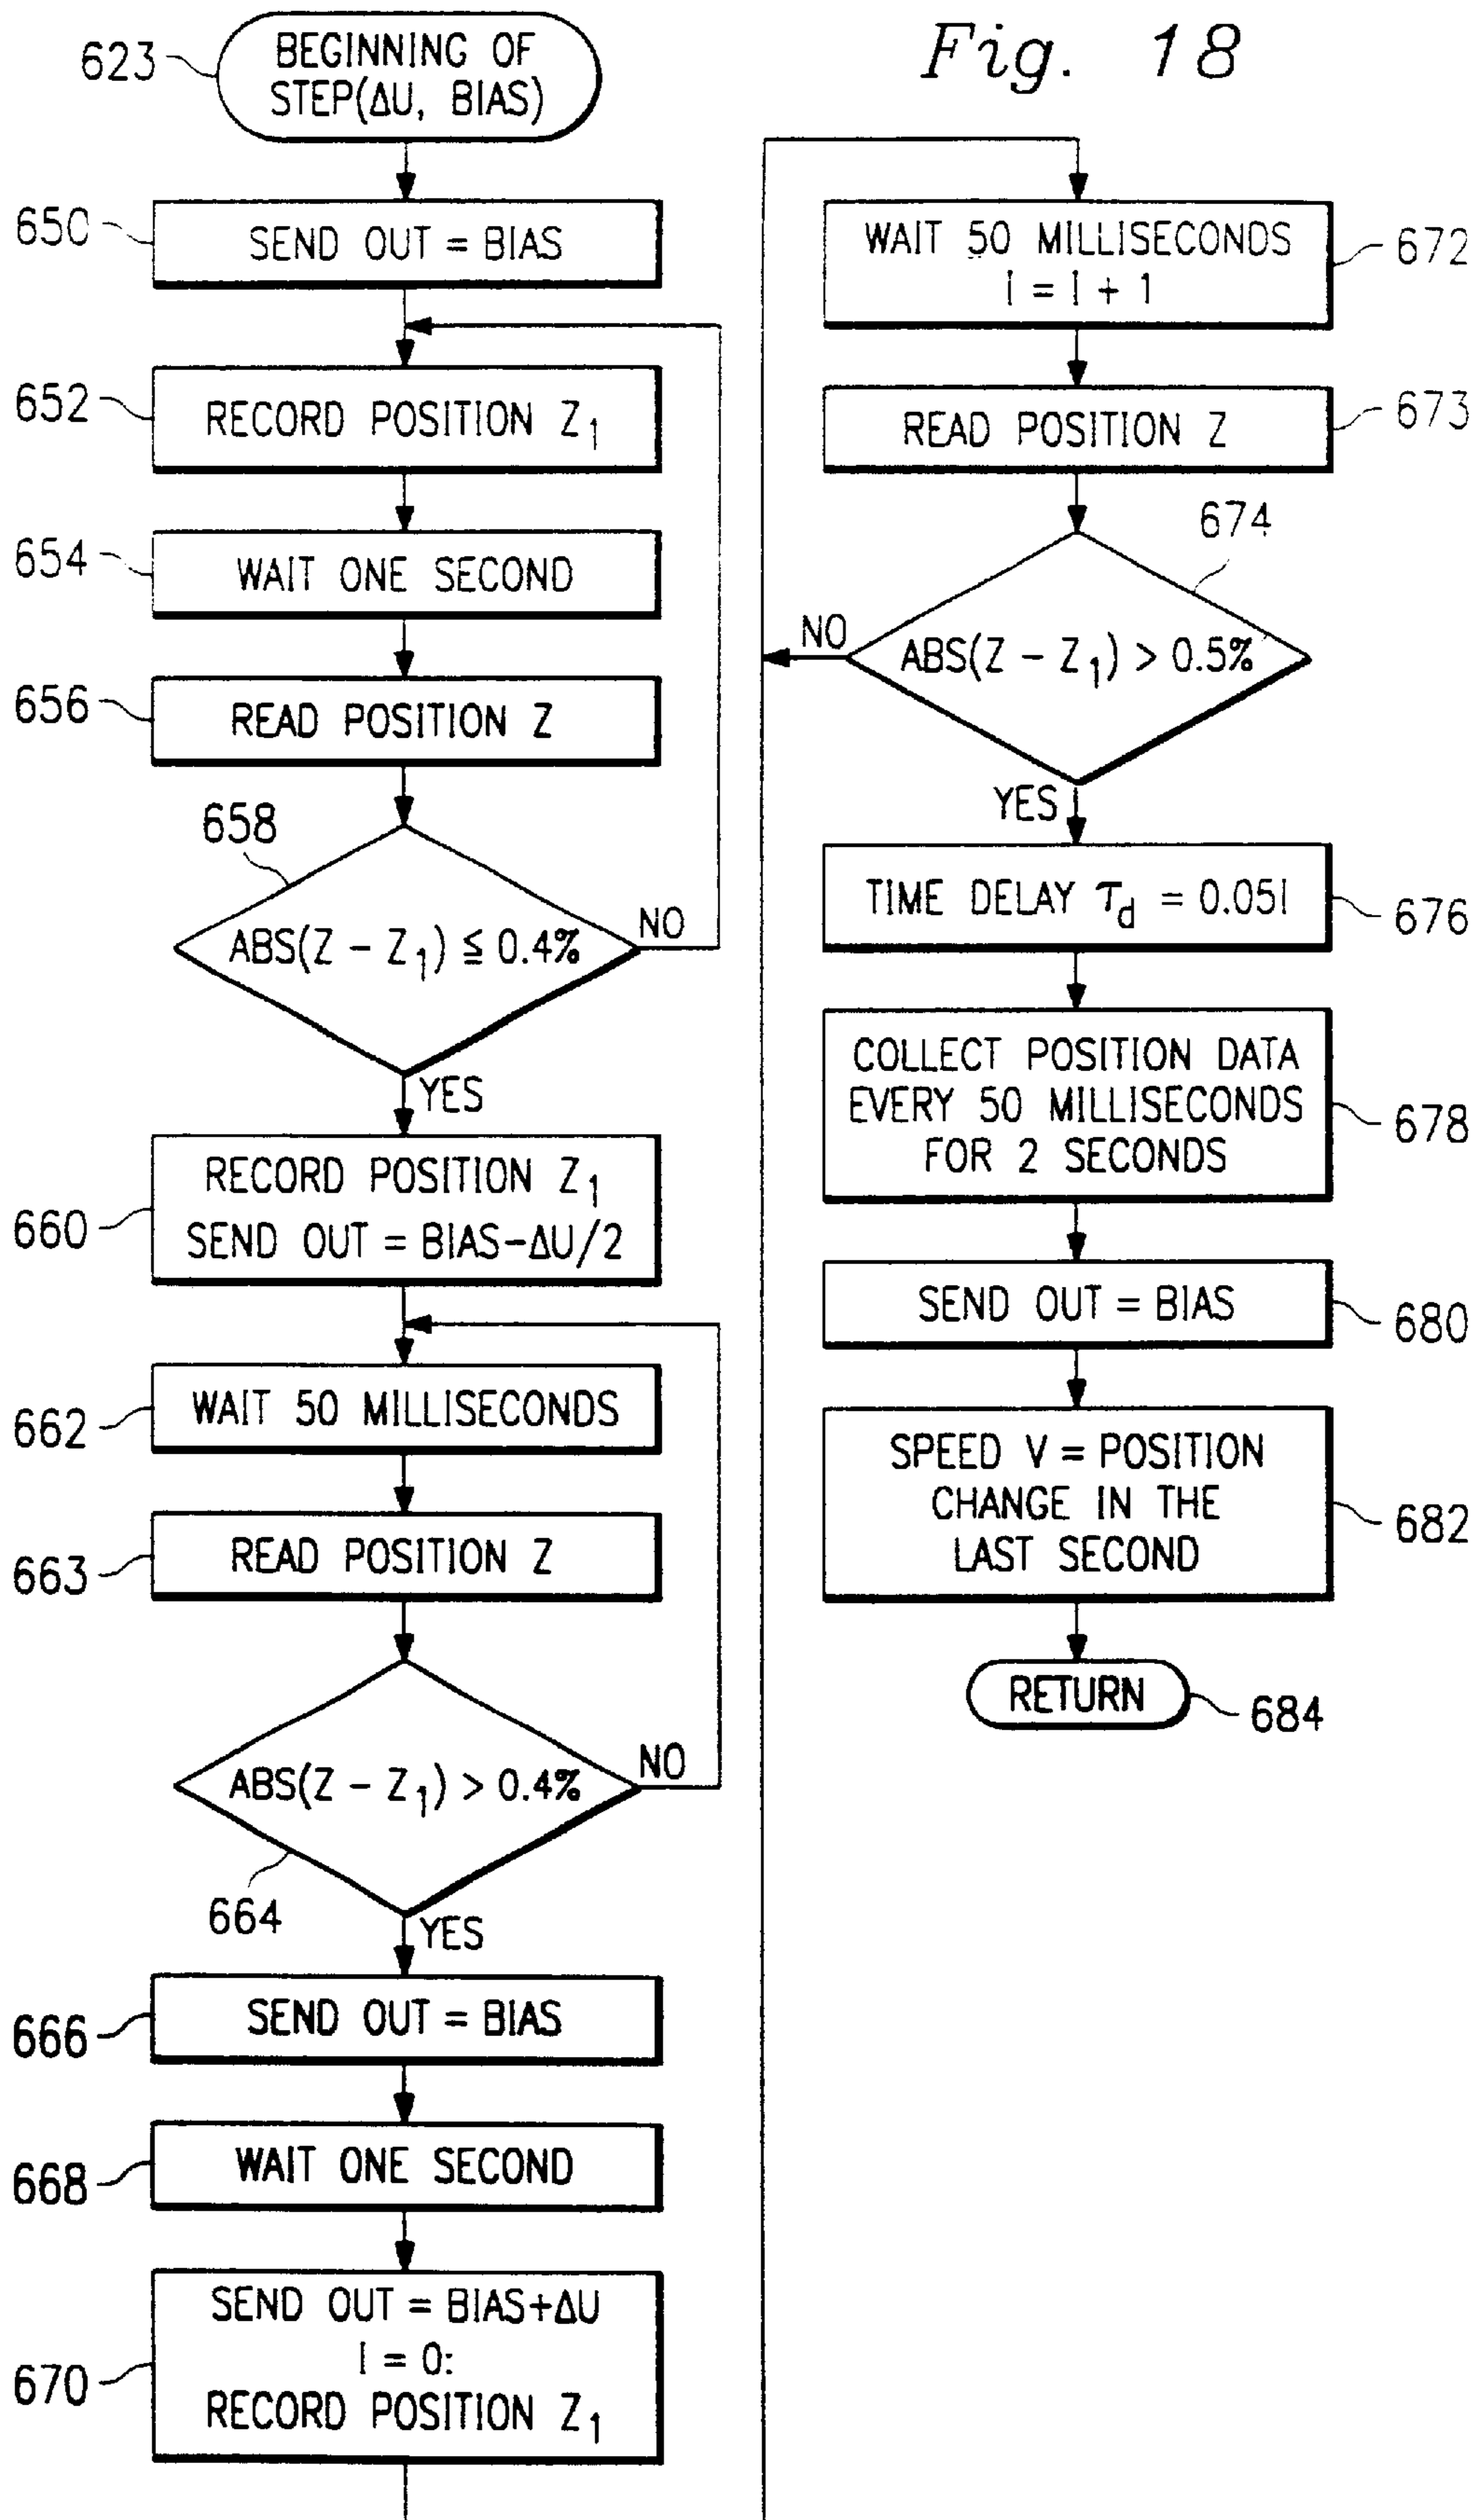 Fig. 18
623
BEGINNING OF
STEP(ΔU, BIAS)
650
SEND OUT = BIAS
652
RECORD POSITION Z1
654
WAIT ONE SECOND
656
READ POSITION Z
658
ABS(Z - Z1) ≦ 0.4%
NO
YES
660
RECORD POSITION Z1
SEND OUT = BIAS-ΔU/2
662
WAIT 50 MILLISECONDS
663
READ POSITION Z
ABS(Z - Z1) > 0.4%
NO
664
YES
666
SEND OUT = BIAS
668
WAIT ONE SECOND
670
SEND OUT = BIAS+ΔU
I = 0:
RECORD POSITION Z1
WAIT 50 MILLISECONDS
I = I + 1
672
READ POSITION Z
673
674
NO
ABS(Z - Z1) > 0.5%
YES
TIME DELAY τd = 0.05I
676
COLLECT POSITION DATA
EVERY 50 MILLISECONDS
FOR 2 SECONDS
678
SEND OUT = BIAS
680
SPEED V = POSITION
CHANGE IN THE
LAST SECOND
682
RETURN
684